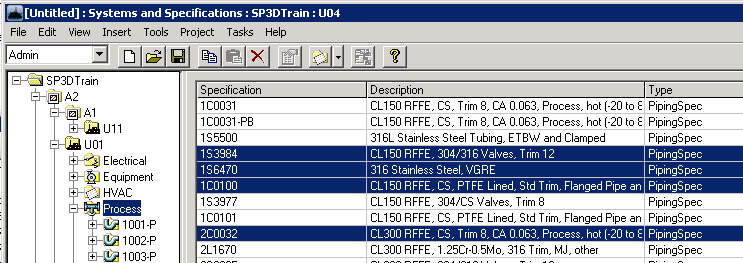 [Untitled] : Systems and Specifications : SP3DTrain : U04
File Edit View Insert Tools Project Tasks Help
Admin
SP3DTrain
A2
A1
U11
U01
Electrical
Equipment
HVAC
Process
1001-P
1002-P
1003-P
Specification Description Type
1C0031 CL150 RFFE, CS, Trim 8, CA 0.063, Process, hot (-20 to 8 PipingSpec
1C0031-PB CL150 RFFE, CS, Trim 8, CA 0.063, Process, hot (-20 to 8 PipingSpec
1S5500 316L Stainless Steel Tubing, ETBW and Clamped PipingSpec
1S3984 CL150 RFFE, 304/316 Valves, Trim 12 PipingSpec
1S6470 316 Stainless Steel, VGRE PipingSpec
1C0100 CL150 RFFE, CS, PTFE Lined, Std Trim, Flanged Pipe an PipingSpec
1S3977 CL150 RFFE, 304/CS Valves, Trim 8 PipingSpec
1C0101 CL150 RFFE, CS, PTFE Lined, Std Trim, Flanged Pipe an PipingSpec
2C0032 CL300 RFFE, CS, Trim 8, CA 0.063, Process, hot (-20 to 8 PipingSpec
2L1670 CL300 RFFE, 1.25Cr-0.5Mo, 316 Trim, MJ, other PipingSpec